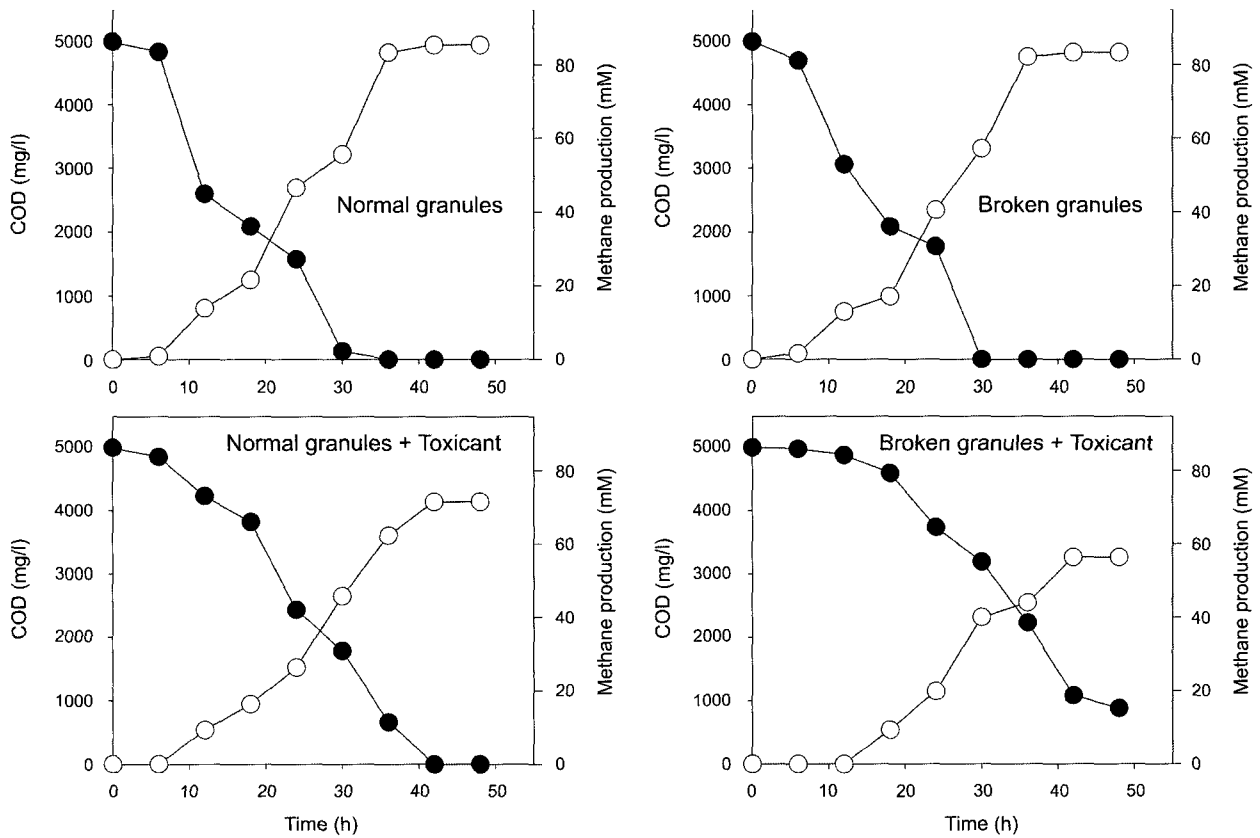 5000
4000
3000
2000
1000
0
COD (mg/l)
Normal granules
80
60
40
20
0
Methane production (mM)
0 10 20 30 40 50
5000
4000
3000
2000
1000
0
COD (mg/l)
Broken granules
80
60
40
20
0
Methane production (mM)
0 10 20 30 40 50
Normal granules + Toxicant
5000
4000
3000
2000
1000
0
COD (mg/l)
80
60
40
20
0
Methane production (mM)
0 10 20 30 40 50
Time (h)
Broken granules + Toxicant
5000
4000
3000
2000
1000
0
COD (mg/l)
80
60
40
20
0
Methane production (mM)
0 10 20 30 40 50
Time (h)